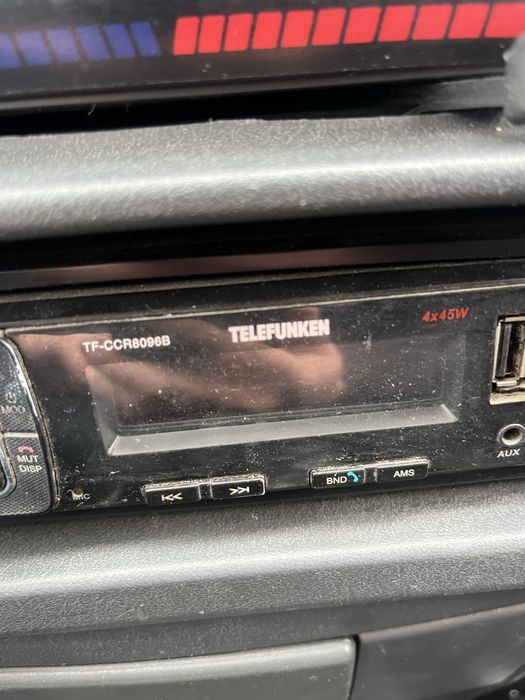 TELEFUNKEN
4x45W
TF-CCR8096B
MOD
MUT
DISP
MIC
BND
AMS
AUX